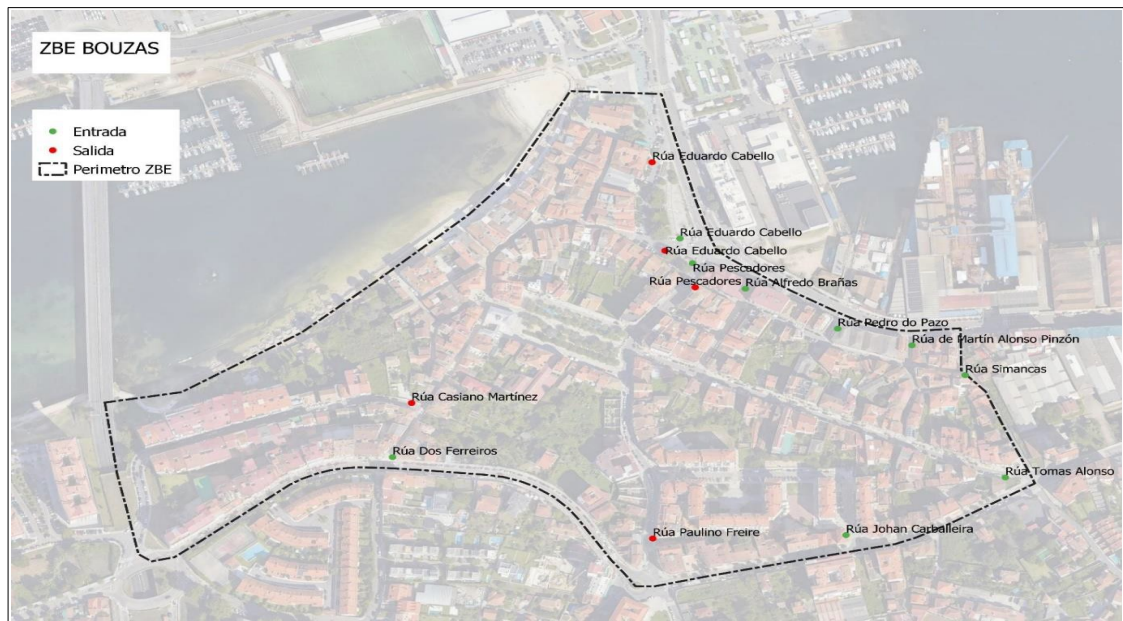 ZBE BOUZAS
Entrada
Salida
Perimetro ZBE
Rúa Eduardo Cabello
Rúa Eduardo Cabello
Rúa Eduardo Cabello
Rúa Pescadores
Rúa Pescadores
Rúa Alfredo Brañas
Rúa Pedro do Pazo
Rúa de Martín Alonso Pinzón
Rúa Simancas
Rúa Casiano Martínez
Rúa Dos Ferreiros
Rúa Tomas Alonso
Rúa Paulino Freire
Rúa Johan Carballeira